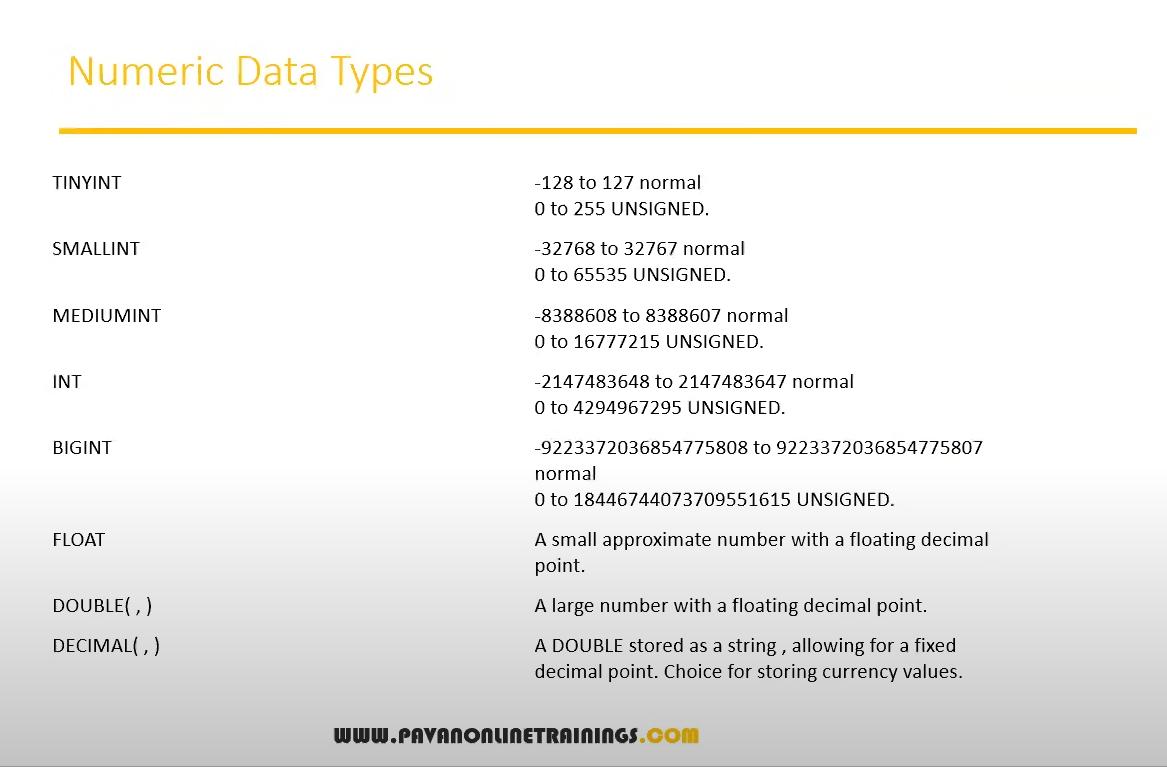 Numeric Data Types
TINYINT
-128 to 127 normal
0 to 255 UNSIGNED.
SMALLINT
-32768 to 32767 normal
0 to 65535 UNSIGNED.
MEDIUMINT
-8388608 to 8388607 normal
0 to 16777215 UNSIGNED.
INT
-2147483648 to 2147483647 normal
0 to 4294967295 UNSIGNED.
BIGINT
-9223372036854775808 to 9223372036854775807
normal
0 to 18446744073709551615 UNSIGNED.
FLOAT
A small approximate number with a floating decimal
point.
DOUBLE( , )
A large number with a floating decimal point.
DECIMAL( , )
A DOUBLE stored as a string , allowing for a fixed
decimal point. Choice for storing currency values.
WWW.PAVANONLINETRAININGS.COM